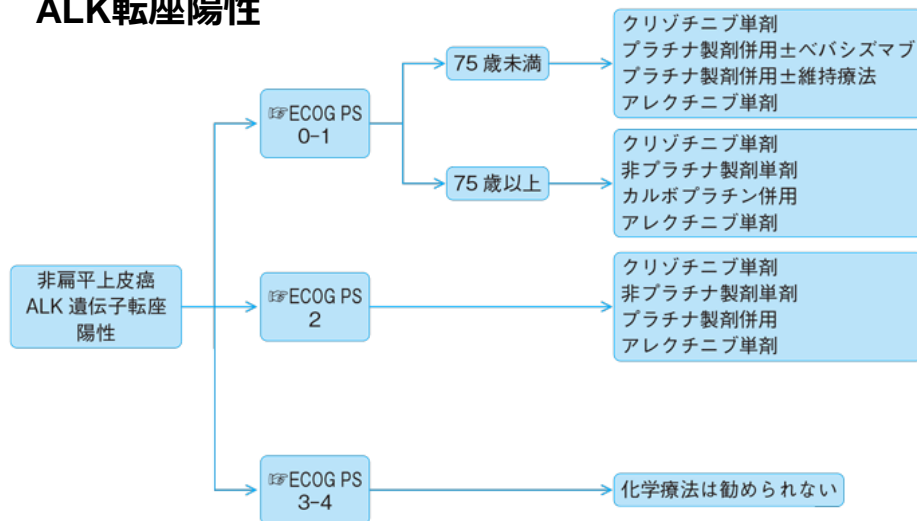 ALK転座陽性
非扁平上皮癌
ALK 遺伝子転座
陽性
☞ECOG PS
0-1
75 歳未満
クリゾチニブ単剤
プラチナ製剤併用±ベバシズマブ
プラチナ製剤併用±維持療法
アレクチニブ単剤
75 歳以上
クリゾチニブ単剤
非プラチナ製剤単剤
カルボプラチン併用
アレクチニブ単剤
☞ECOG PS
2
クリゾチニブ単剤
非プラチナ製剤単剤
プラチナ製剤併用
アレクチニブ単剤
☞ECOG PS
3-4
化学療法は勧められない